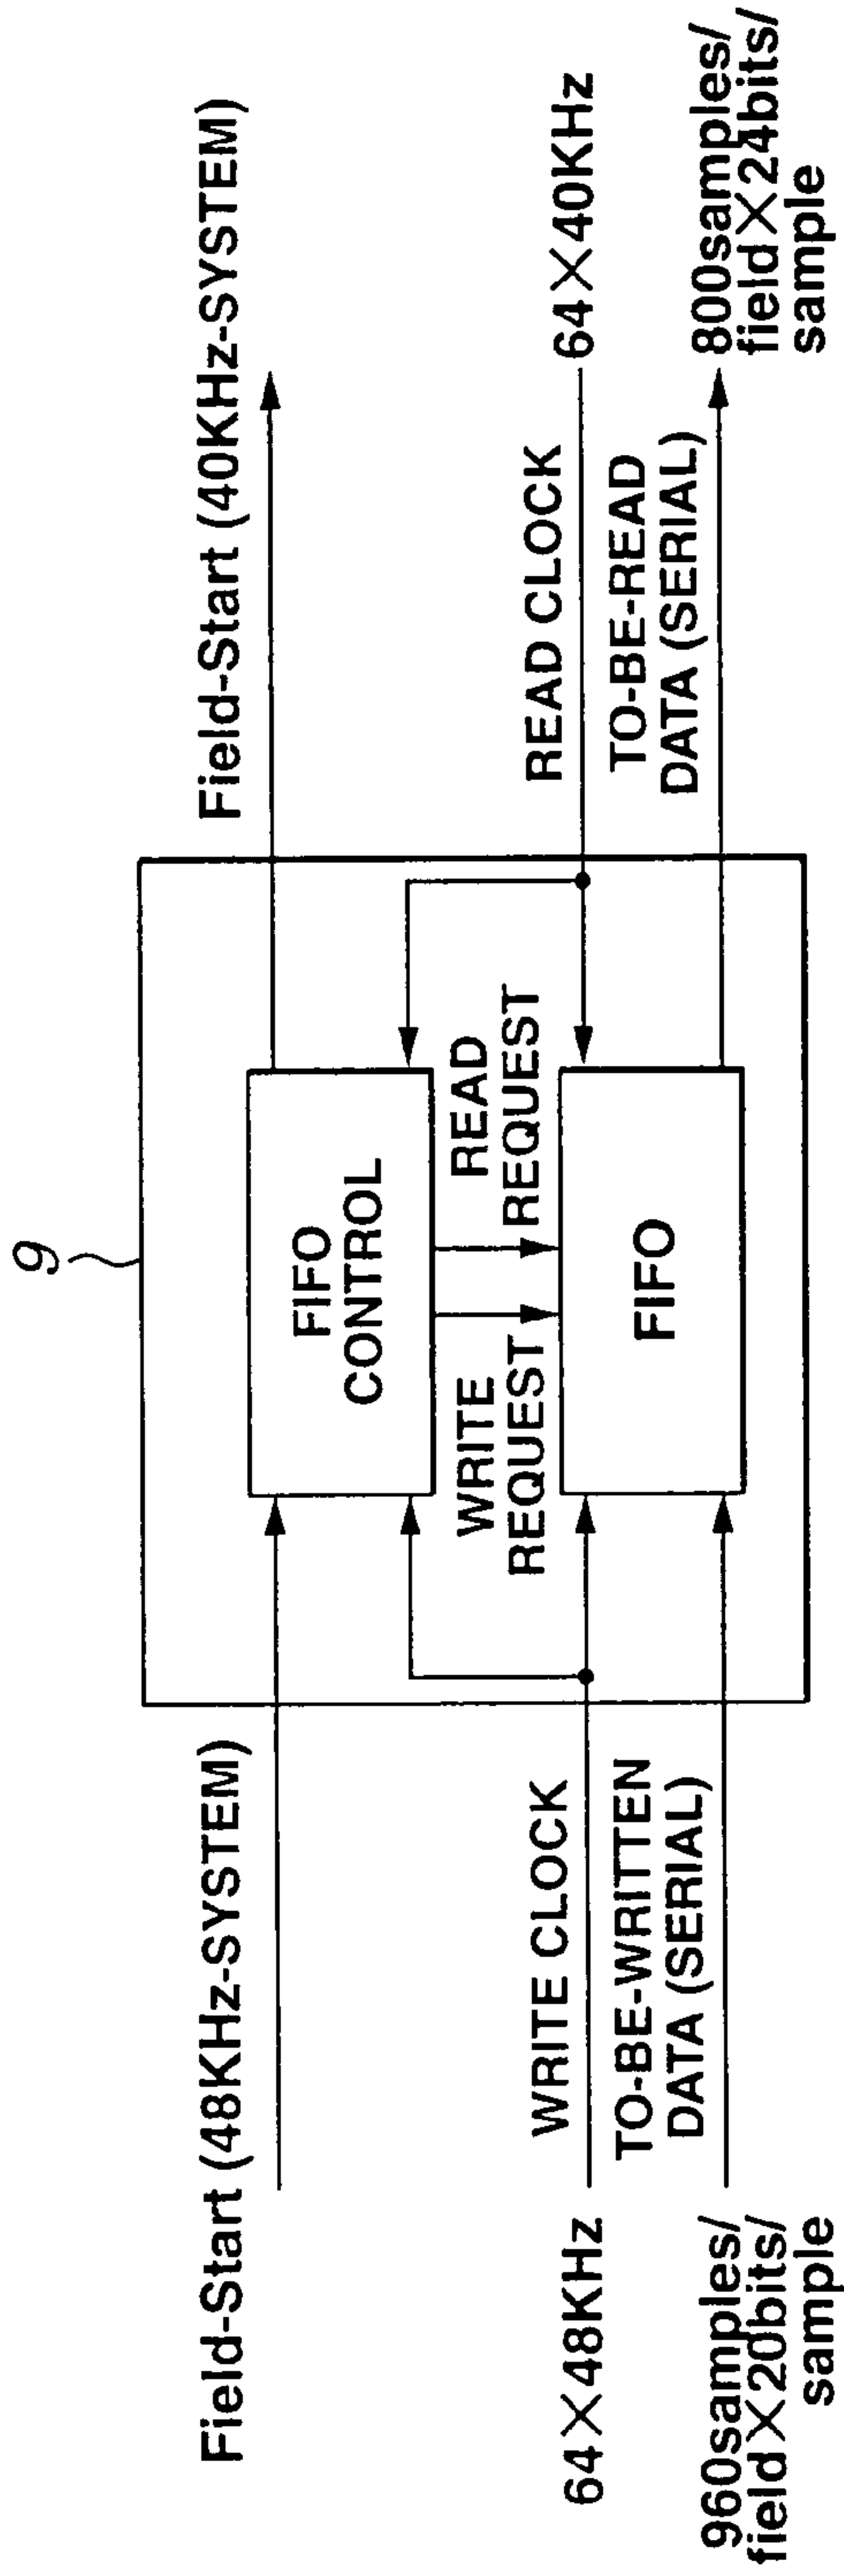 9
Field-Start (48KHz-SYSTEM)
Field-Start (40KHz-SYSTEM)
FIFO
CONTROL
WRITE
REQUEST
READ
REQUEST
64×48KHz
WRITE CLOCK
READ CLOCK
64×40KHz
FIFO
960samples/
field×20bits/
sample
TO-BE-WRITTEN
DATA (SERIAL)
TO-BE-READ
DATA (SERIAL)
800samples/
field×24bits/
sample